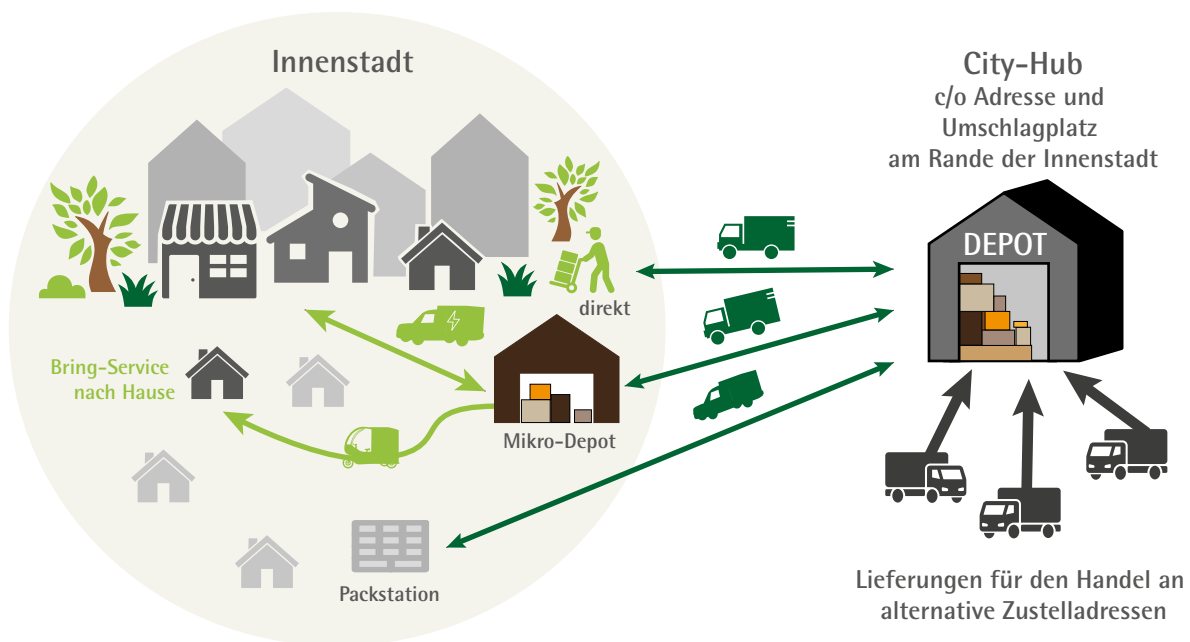 Innenstadt
City-Hub
c/o Adresse und
Umschlagplatz
am Rande der Innenstadt
DEPOT
direkt
Bring-Service
nach Hause
Mikro-Depot
Packstation
Lieferungen für den Handel an
alternative Zustelladressen